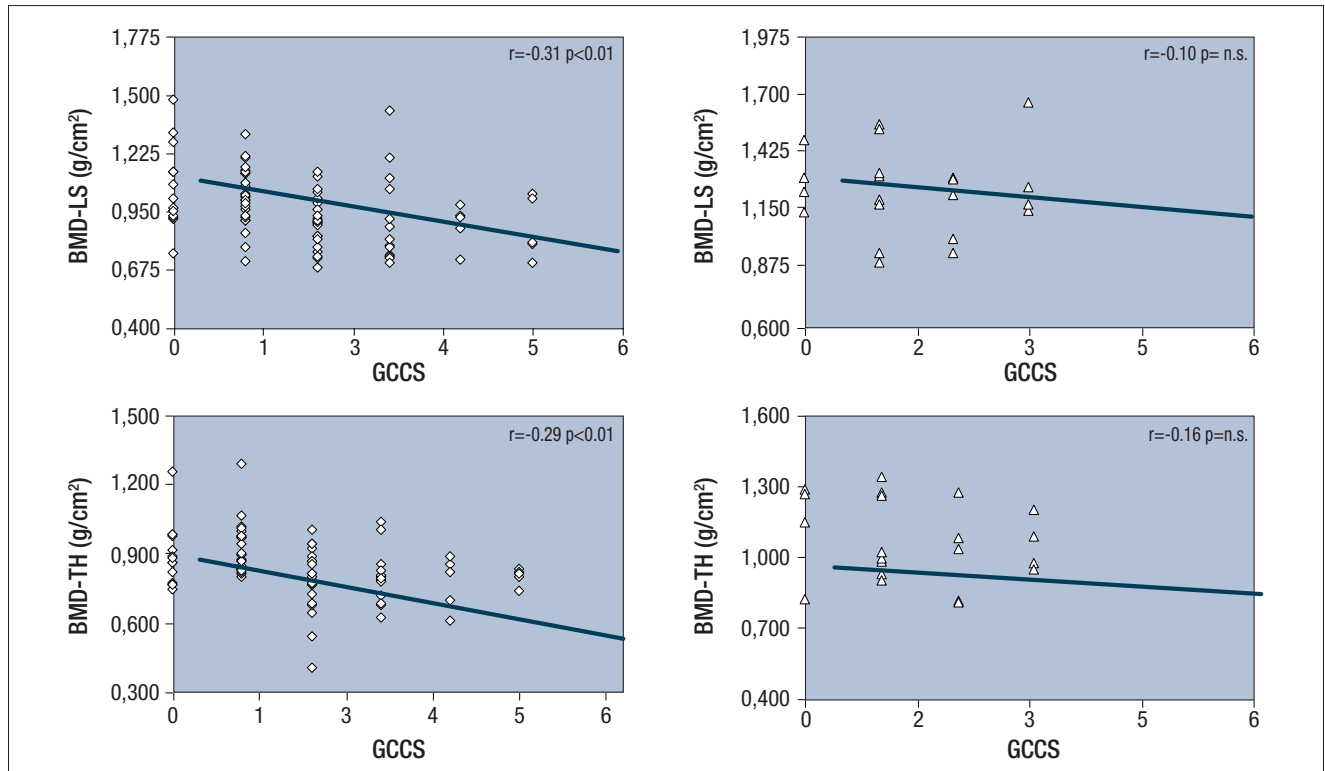 r=-0.31 p<0.01
BMD-LS (g/cm²)
1,775
1,500
1,225
0,950
0,675
0,400
0 1 3 4 5 6
GCCS
r=-0.10 p= n.s.
BMD-LS (g/cm²)
1,975
1,700
1,425
1,150
0,875
0,600
0 2 3 5 6
GCCS
r=-0.29 p<0.01
BMD-TH (g/cm²)
1,500
1,200
0,900
0,600
0,300
0 1 3 4 5 6
GCCS
r=-0.16 p=n.s.
BMD-TH (g/cm²)
1,600
1,300
1,000
0,700
0,400
0 2 3 5 6
GCCS